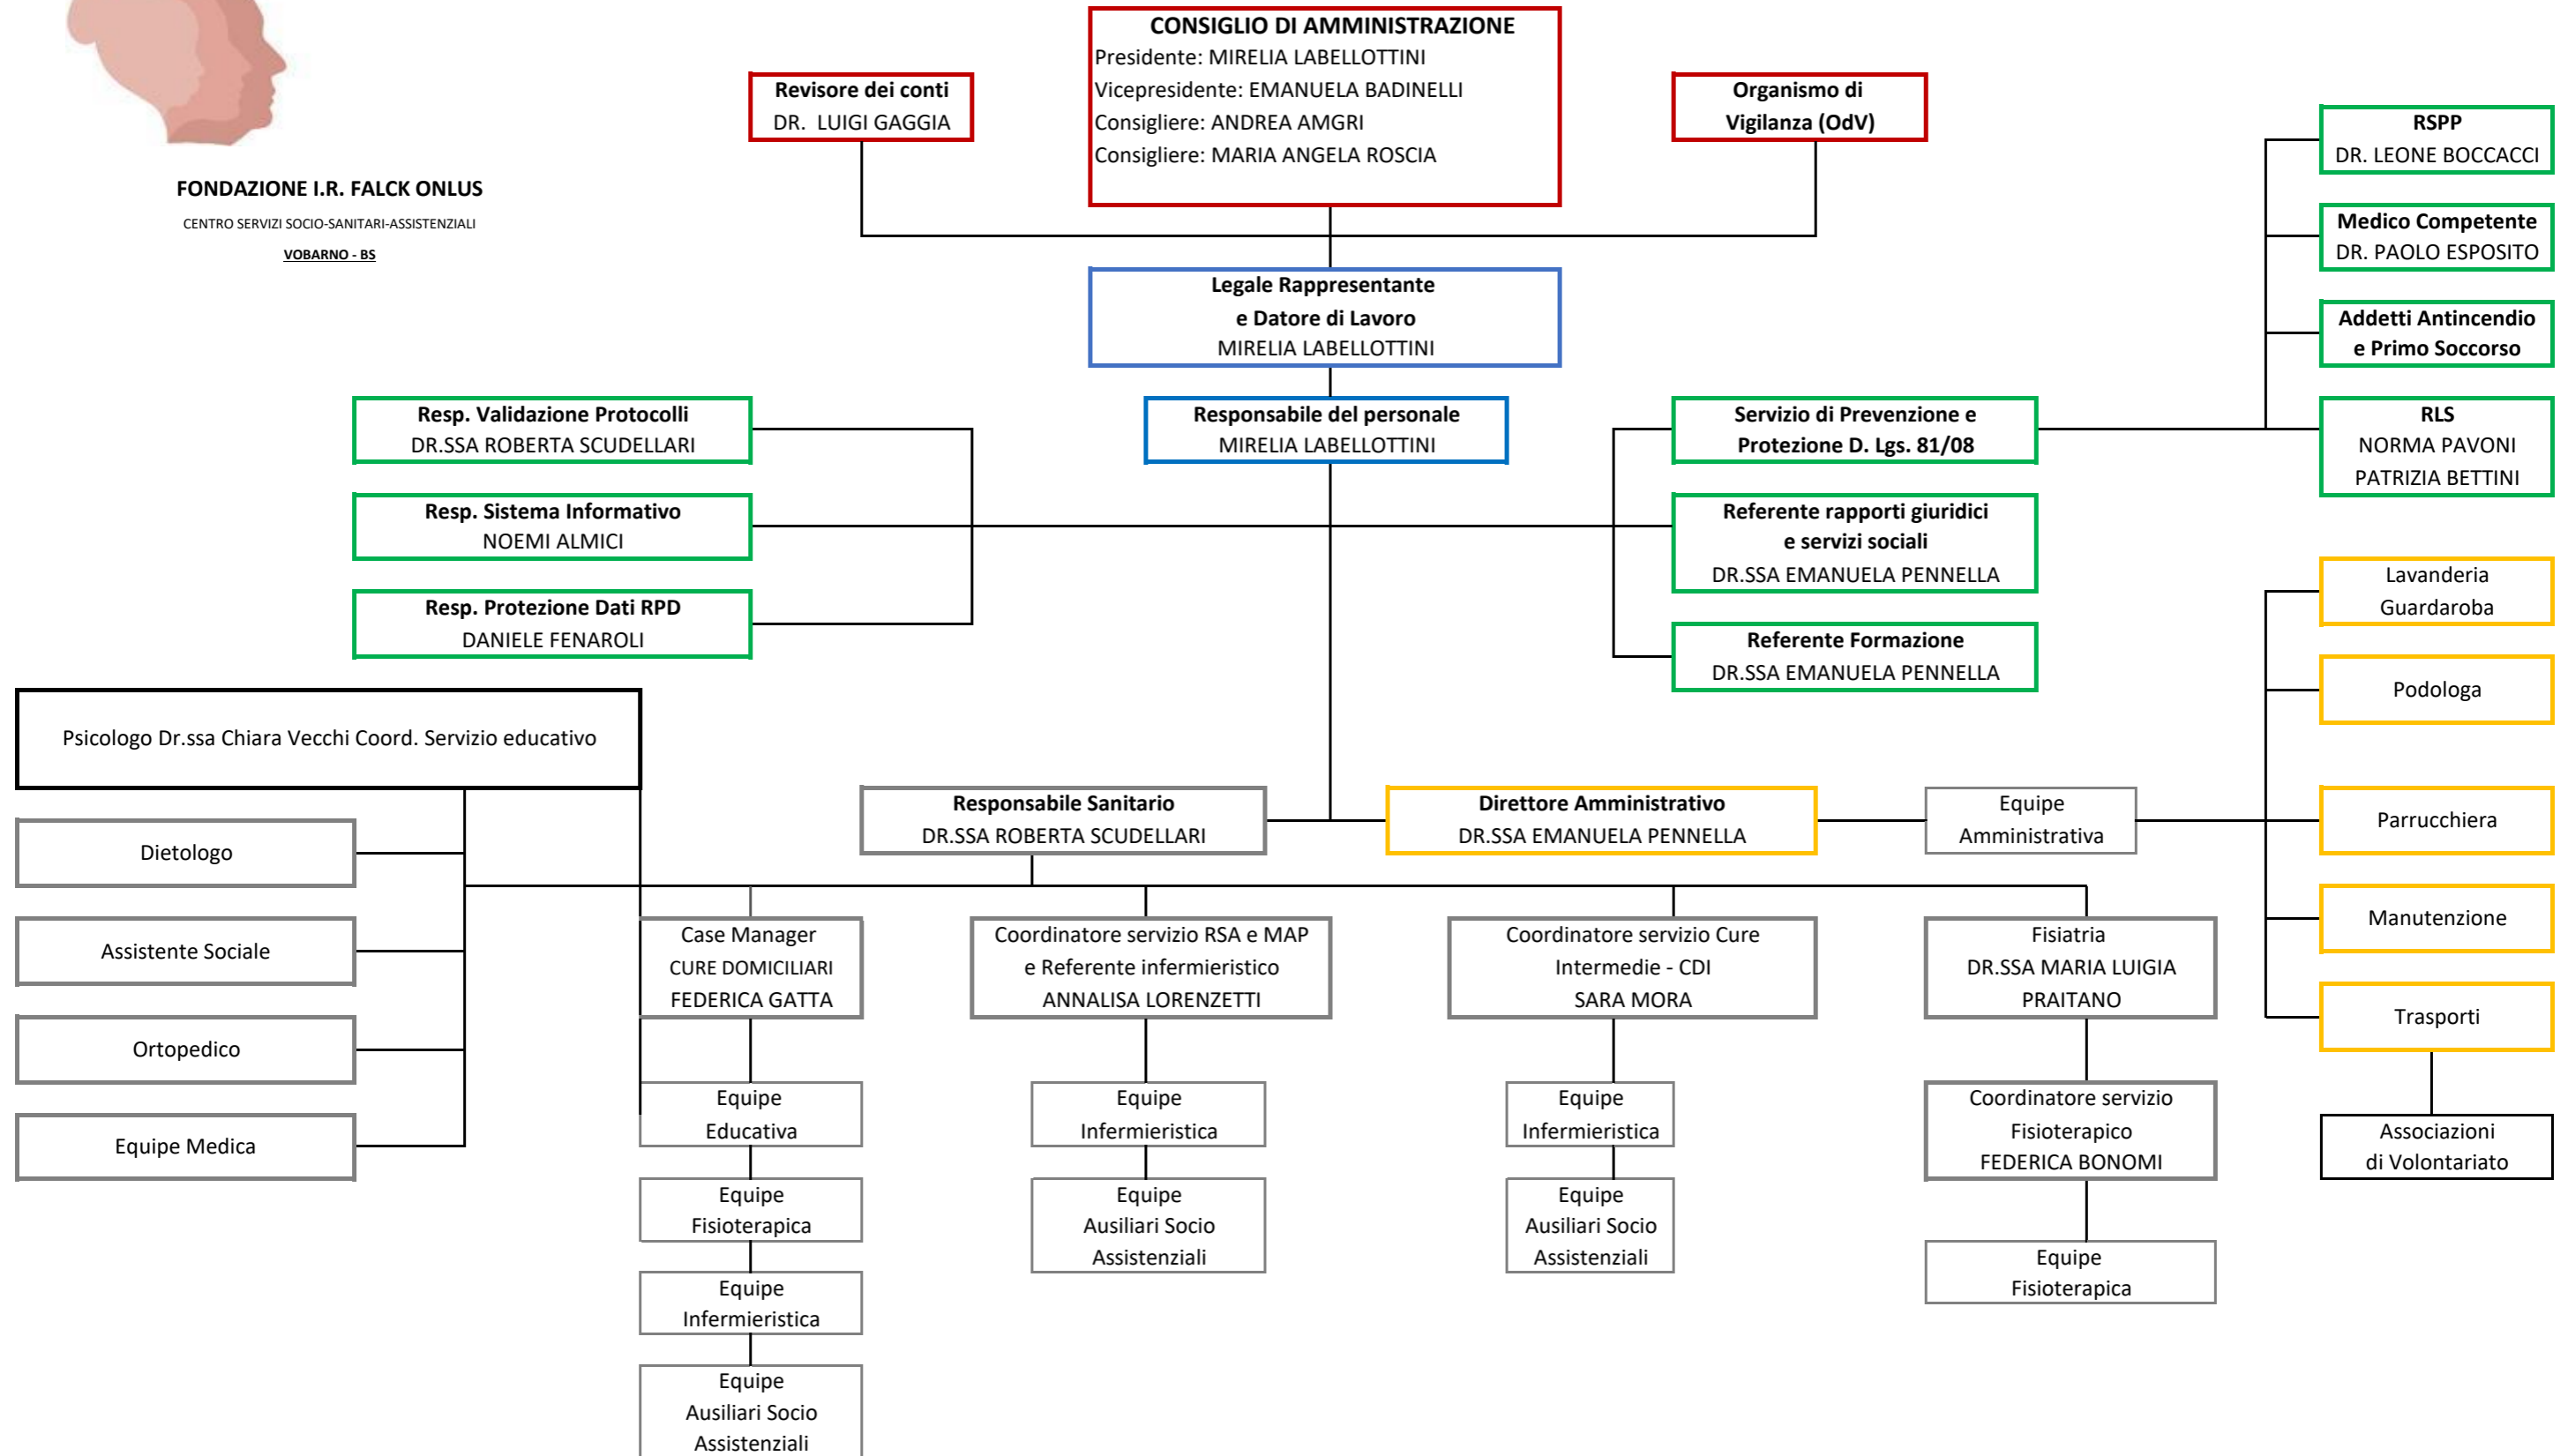 CONSIGLIO DI AMMINISTRAZIONE
Presidente: MIRELIA LABELLOTTINI
Vicepresidente: EMANUELA BADINELLI
Consigliere: ANDREA AMGRI
Consigliere: MARIA ANGELA ROSCIA
Revisore dei conti
DR. LUIGI GAGGIA
Organismo di
Vigilanza (OdV)
FONDAZIONE I.R. FALCK ONLUS
CENTRO SERVIZI SOCIO-SANITARI-ASSISTENZIALI
VOBARNO - BS
RSPP
DR. LEONE BOCCACCI
Medico Competente
DR. PAOLO ESPOSITO
Addetti Antincendio
e Primo Soccorso
RLS
NORMA PAVONI
PATRIZIA BETTINI
Legale Rappresentante
e Datore di Lavoro
MIRELIA LABELLOTTINI
Resp. Validazione Protocolli
DR.SSA ROBERTA SCUDELLARI
Responsabile del personale
MIRELIA LABELLOTTINI
Servizio di Prevenzione e
Protezione D. Lgs. 81/08
Resp. Sistema Informativo
NOEMI ALMICI
Referente rapporti giuridici
e servizi sociali
DR.SSA EMANUELA PENNELLA
Resp. Protezione Dati RPD
DANIELE FENAROLI
Referente Formazione
DR.SSA EMANUELA PENNELLA
Lavanderia
Guardaroba
Podologa
Parrucchiera
Manutenzione
Trasporti
Associazioni
di Volontariato
Psicologo Dr.ssa Chiara Vecchi Coord. Servizio educativo
Responsabile Sanitario
DR.SSA ROBERTA SCUDELLARI
Direttore Amministrativo
DR.SSA EMANUELA PENNELLA
Equipe
Amministrativa
Dietologo
Assistente Sociale
Ortopedico
Equipe Medica
Case Manager
CURE DOMICILIARI
FEDERICA GATTA
Equipe
Educativa
Equipe
Fisioterapica
Equipe
Infermieristica
Equipe
Ausiliari Socio
Assistenziali
Coordinatore servizio RSA e MAP
e Referente infermieristico
ANNALISA LORENZETTI
Equipe
Infermieristica
Equipe
Ausiliari Socio
Assistenziali
Coordinatore servizio Cure
Intermedie - CDI
SARA MORA
Equipe
Infermieristica
Equipe
Ausiliari Socio
Assistenziali
Fisiatria
DR.SSA MARIA LUIGIA
PRAITANO
Coordinatore servizio
Fisioterapico
FEDERICA BONOMI
Equipe
Fisioterapica